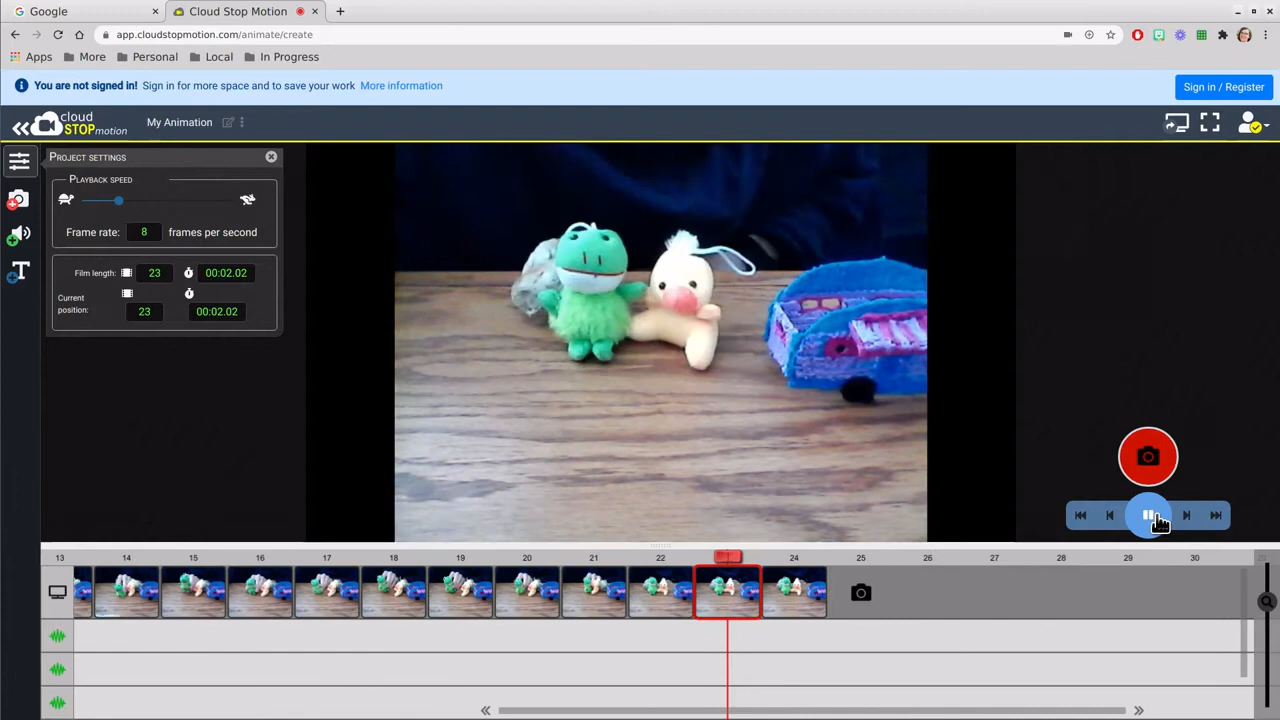 Google
Cloud Stop Motion
app.cloudstopmotion.com/animate/create
Apps
More
Personal
Local
In Progress
You are not signed in! Sign in for more space and to save your work More information
Sign in / Register
cloud
STOPmotion
My Animation
Project settings
Playback speed
Frame rate: 8 frames per second
Film length: 23 00:02.02
Current position: 23 00:02.02
13 14 15 16 17 18 19 20 21 22 24 25 26 27 28 29 30